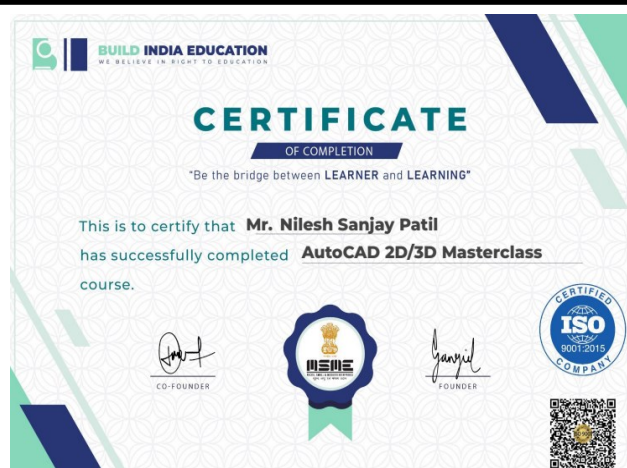 BUILD INDIA EDUCATION
WE BELIEVE IN RIGHT TO EDUCATION
CERTIFICATE
OF COMPLETION
"Be the bridge between LEARNER and LEARNING"
This is to certify that Mr. Nilesh Sanjay Patil
has successfully completed AutoCAD 2D/3D Masterclass
course.
CERTIFIED
ISO
9001:2015
COMPANY
MSME
CO-FOUNDER
FOUNDER